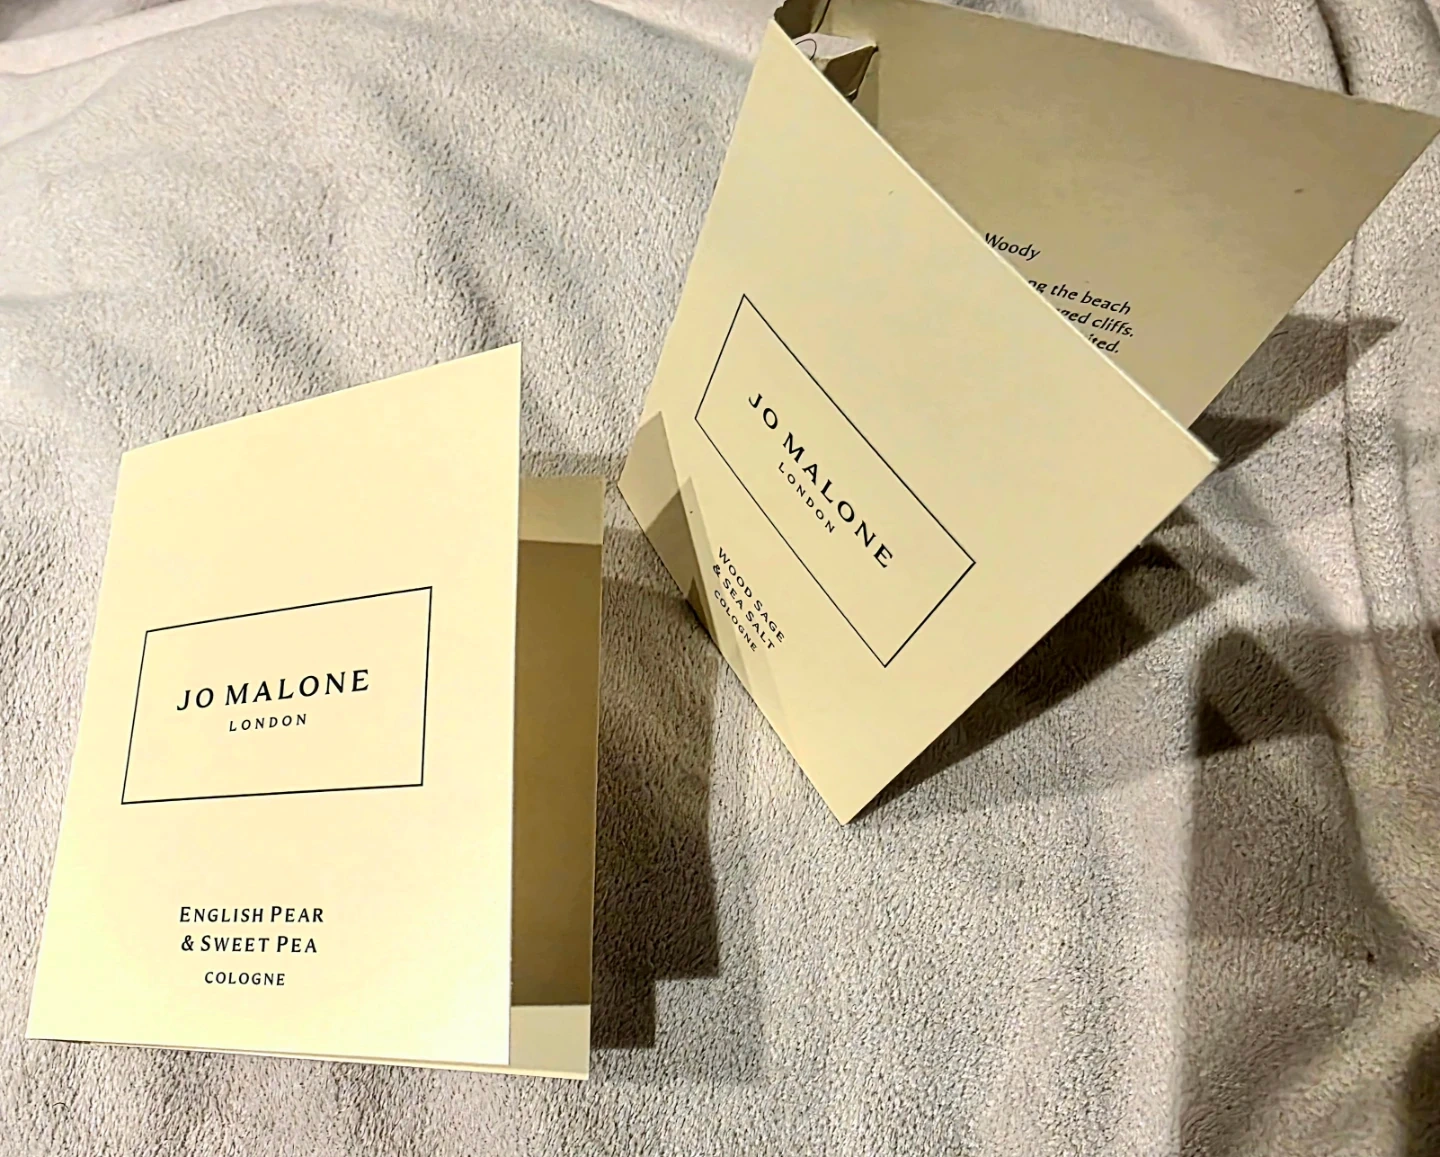 JO MALONE
LONDON
ENGLISH PEAR
& SWEET PEA
COLOGNE
JO MALONE
LONDON
WOOD SAGE
& SEA SALT
COLOGNE
Woody
the beach
cliffs.